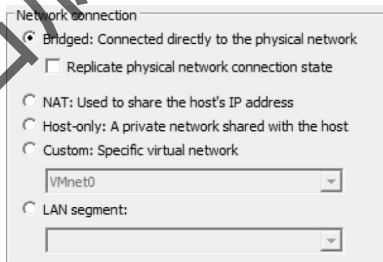 Network connection
Bridged: Connected directly to the physical network
Replicate physical network connection state
NAT: Used to share the host's IP address
Host-only: A private network shared with the host
Custom: Specific virtual network
VMnet0
LAN segment: